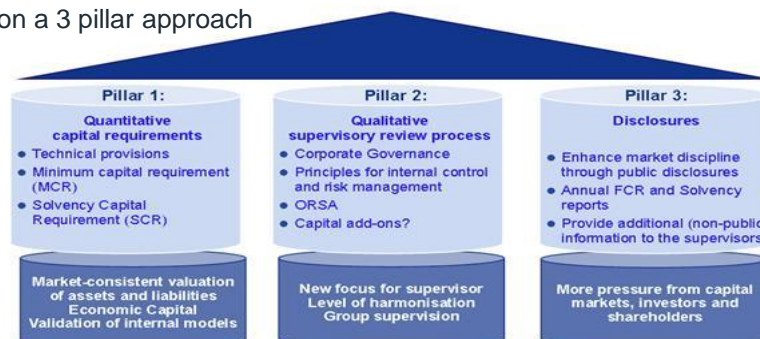 on a 3 pillar approach
Pillar 1:
Quantitative
capital requirements
• Technical provisions
• Minimum capital requirement
(MCR)
• Solvency Capital
Requirement (SCR)
Market-consistent valuation
of assets and liabilities
Economic Capital
Validation of internal models
Pillar 2:
Qualitative
supervisory review process
• Corporate Governance
• Principles for internal control
and risk management
• ORSA
• Capital add-ons?
New focus for supervisor
Level of harmonisation
Group supervision
Pillar 3:
Disclosures
• Enhance market discipline
through public disclosures
• Annual FCR and Solvency
reports
• Provide additional (non-public
information to the supervisors
More pressure from capital
markets, investors and
shareholders